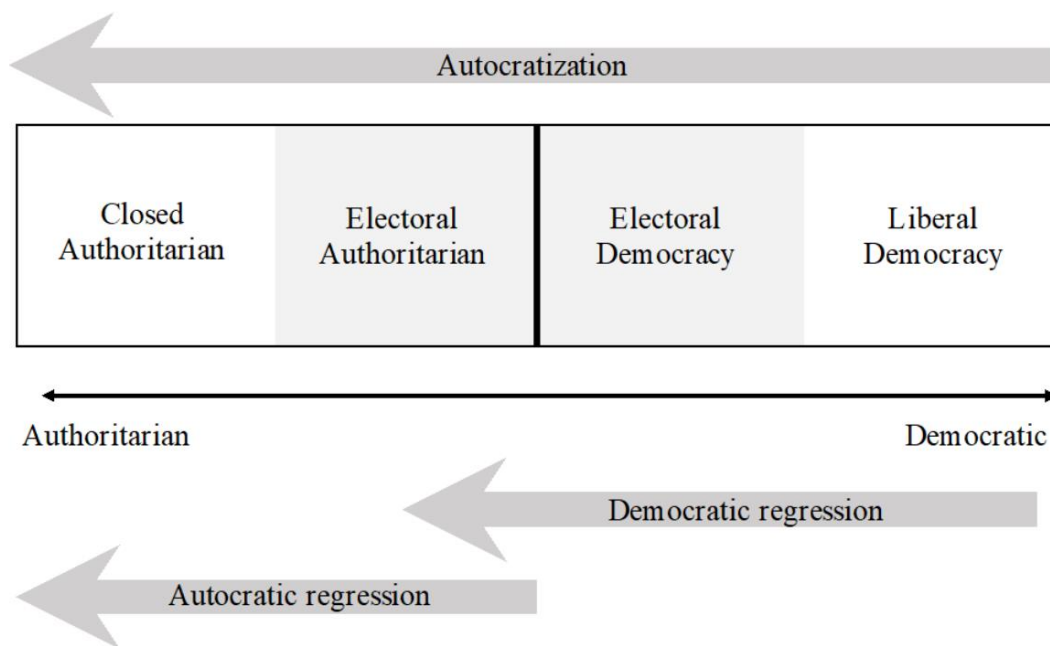 Autocratization
Closed
Authoritarian
Electoral
Authoritarian
Electoral
Democracy
Liberal
Democracy
Authoritarian
Democratic
Democratic regression
Autocratic regression